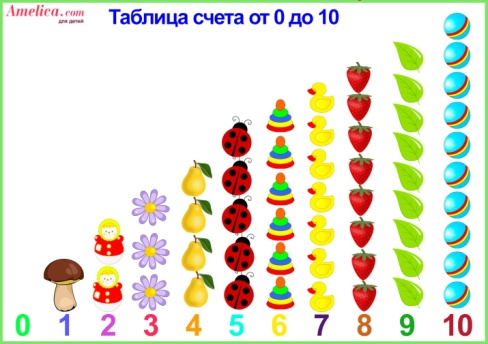 Amelica.com
для детей
Таблица счета от 0 до 10
0 1 2 3 4 5 6 7 8 9 10